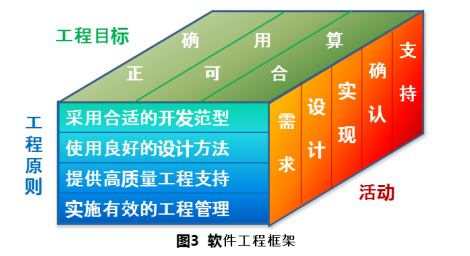 工程目标
正确 可用 合算
工程原则
采用合适的开发范型
使用良好的设计方法
提供高质量工程支持
实施有效的工程管理
需求
设计
实现
确认
支持
活动
图3 软件工程框架